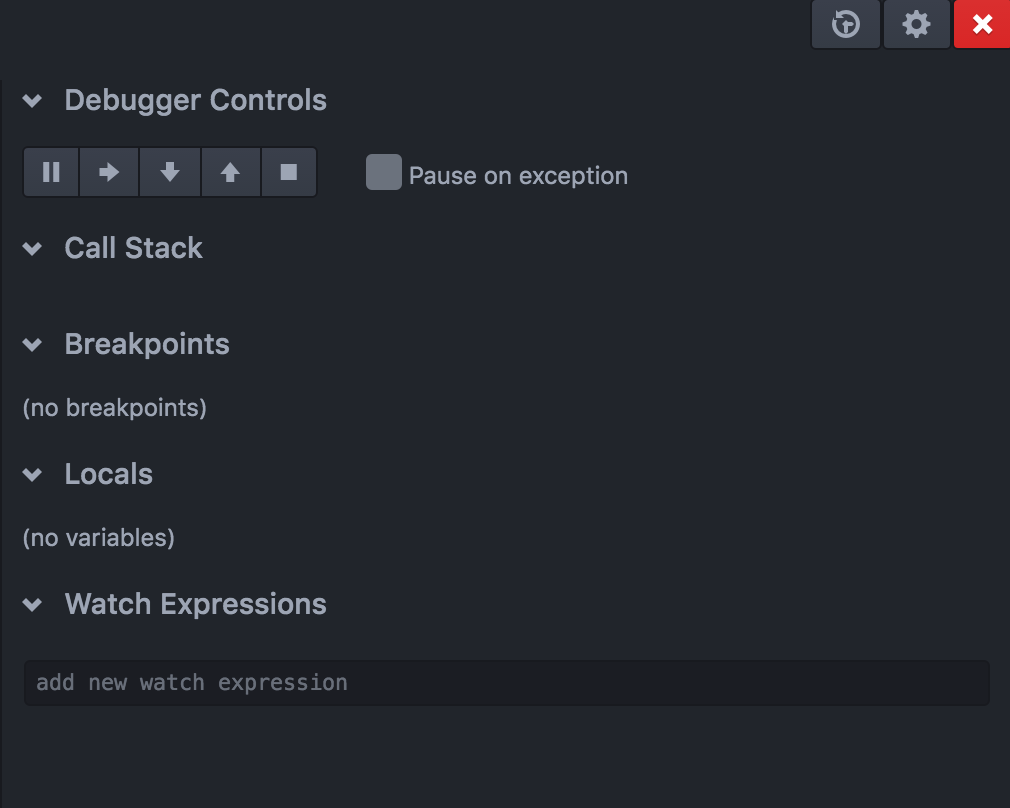 Debugger Controls
Pause on exception
Call Stack
Breakpoints
(no breakpoints)
Locals
(no variables)
Watch Expressions
add new watch expression